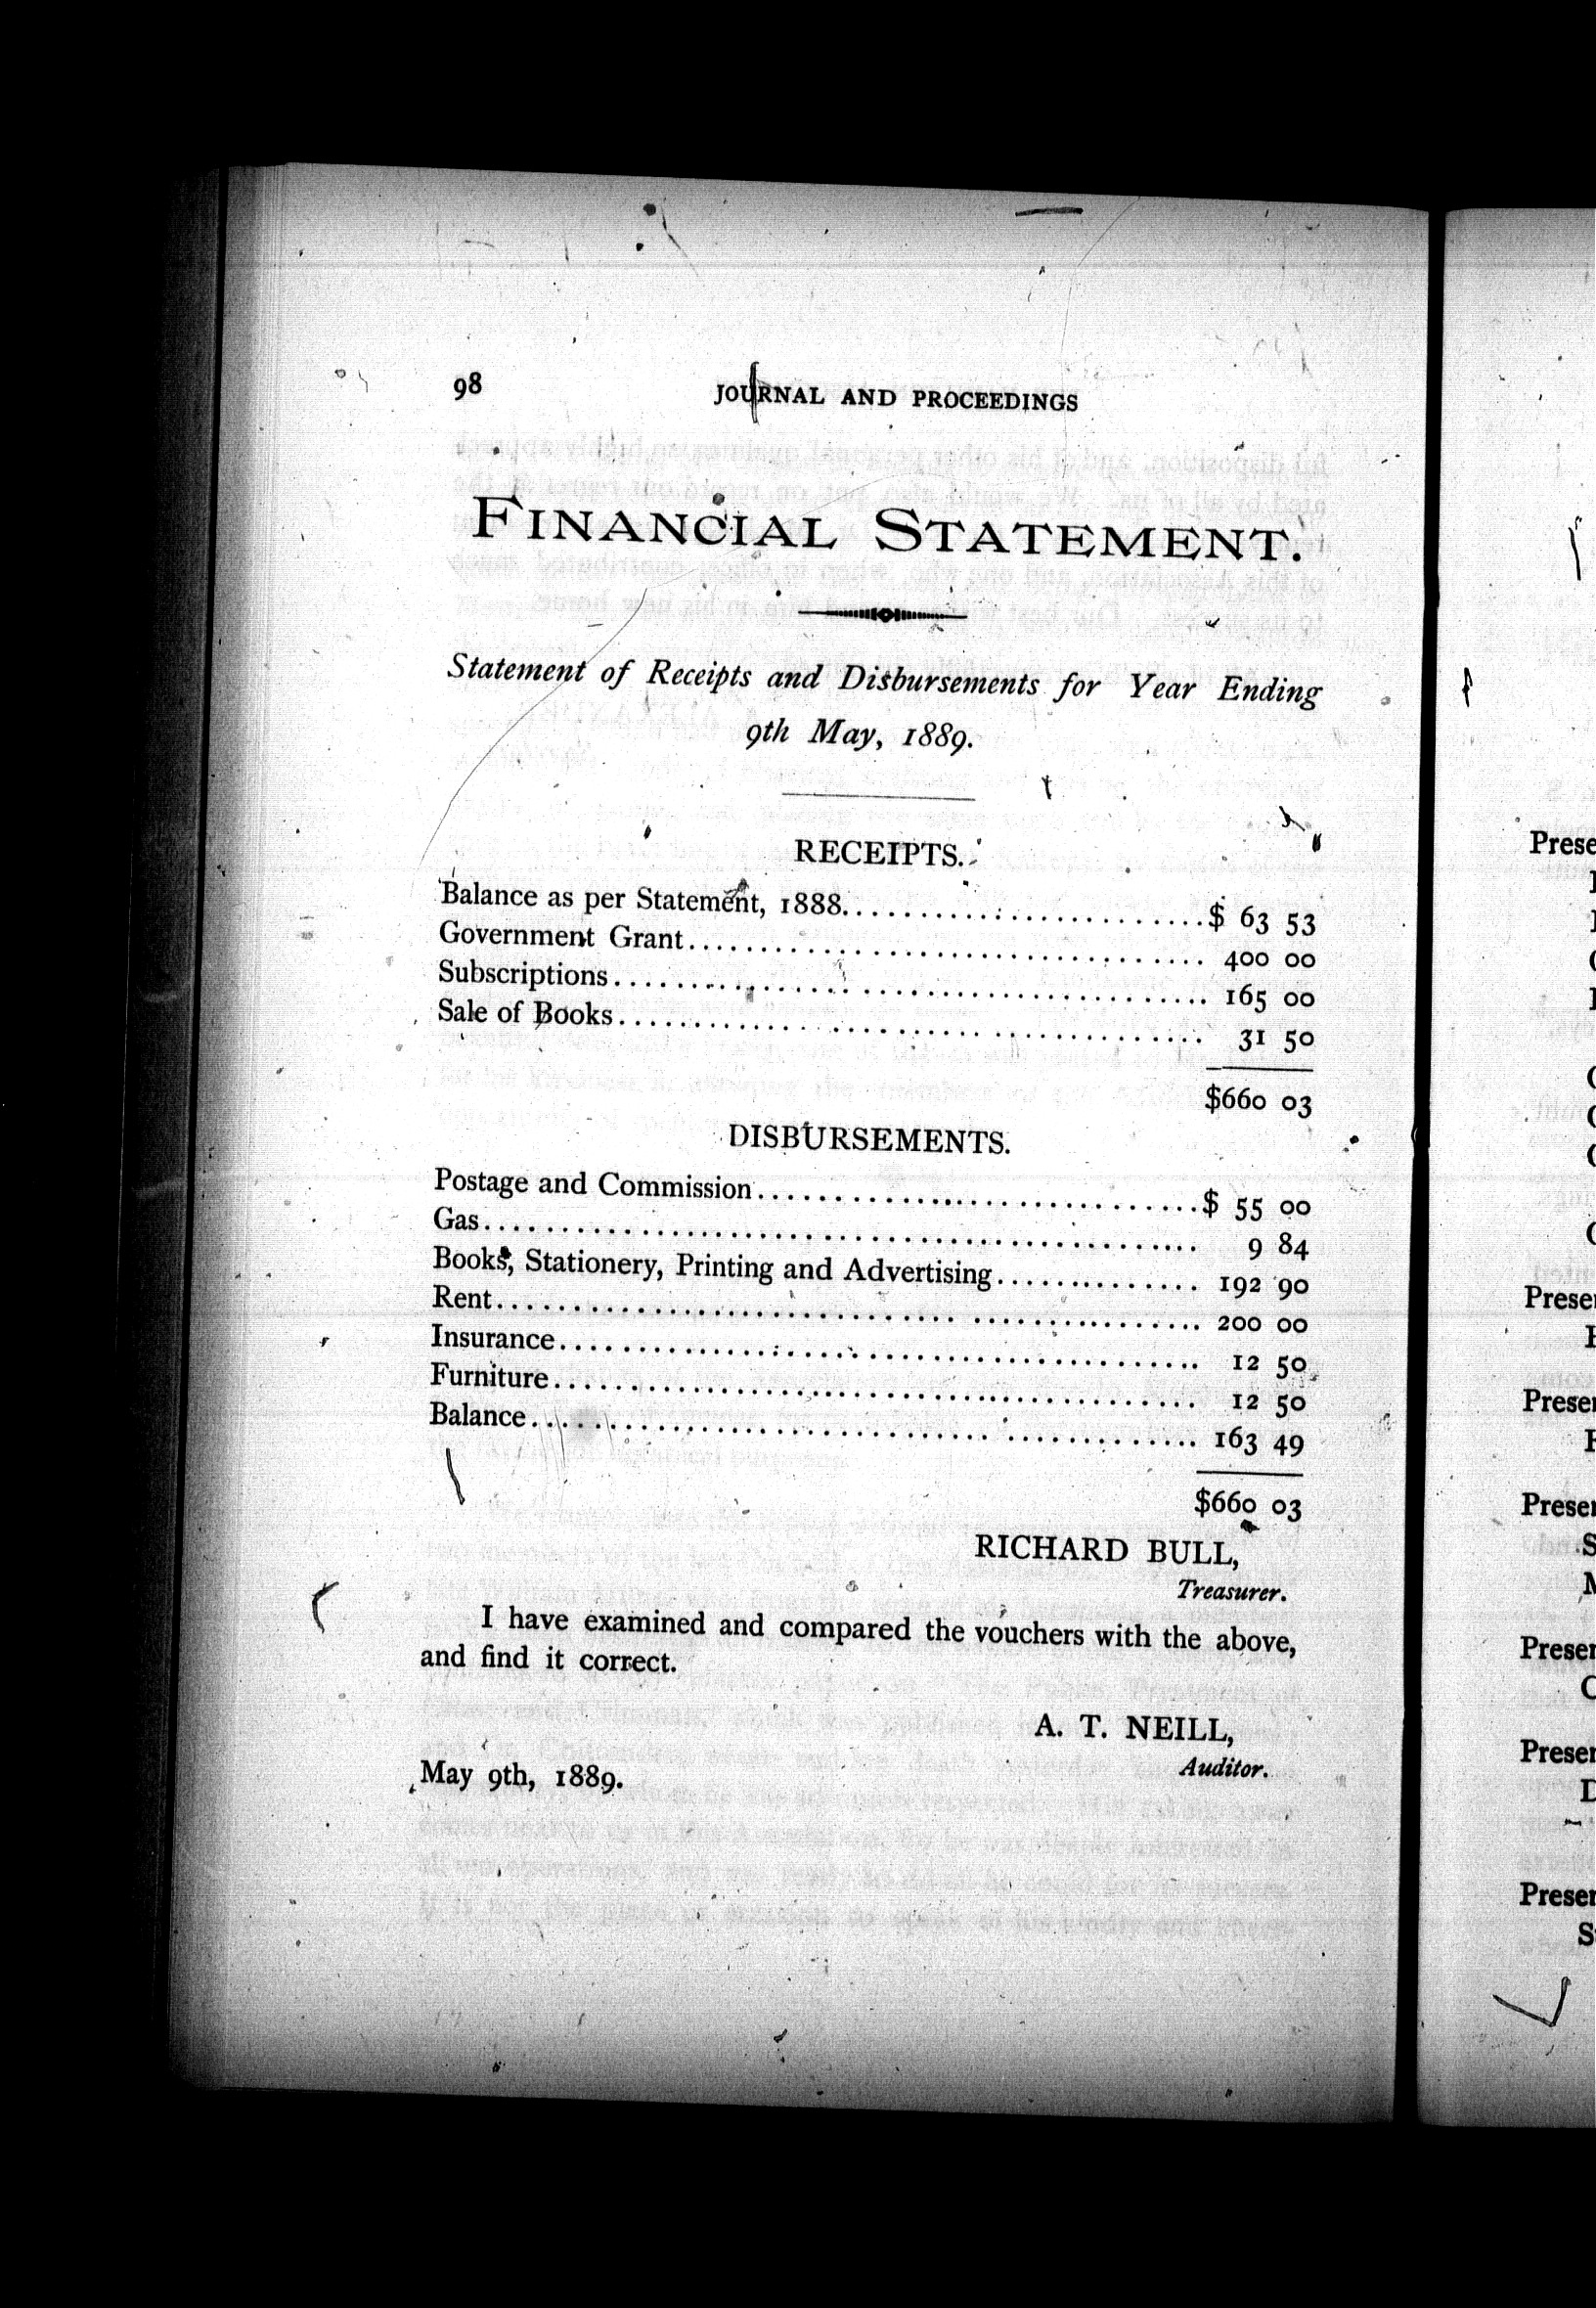 98 JOURNAL AND PROCEEDINGS
FINANCIAL STATEMENT.
Statement of Receipts and Disbursements for Year Ending
9th May, 1889.
RECEIPTS.
Balance as per Statement, 1888........................$ 63 53
Government Grant.................................. 400 00
Subscriptions....................................... 165 00
Sale of Books...................................... 31 50
$660 03
DISBURSEMENTS.
Postage and Commission.............................$ 55 00
Gas............................................... 9 84
Books, Stationery, Printing and Advertising.............. 192 90
Rent.............................................. 200 00
Insurance.......................................... 12 50
Furniture.......................................... 12 50
Balance............................................ 163 49
$660 03
RICHARD BULL,
Treasurer.
I have examined and compared the vouchers with the above,
and find it correct.
A. T. NEILL,
Auditor.
May 9th, 1889.